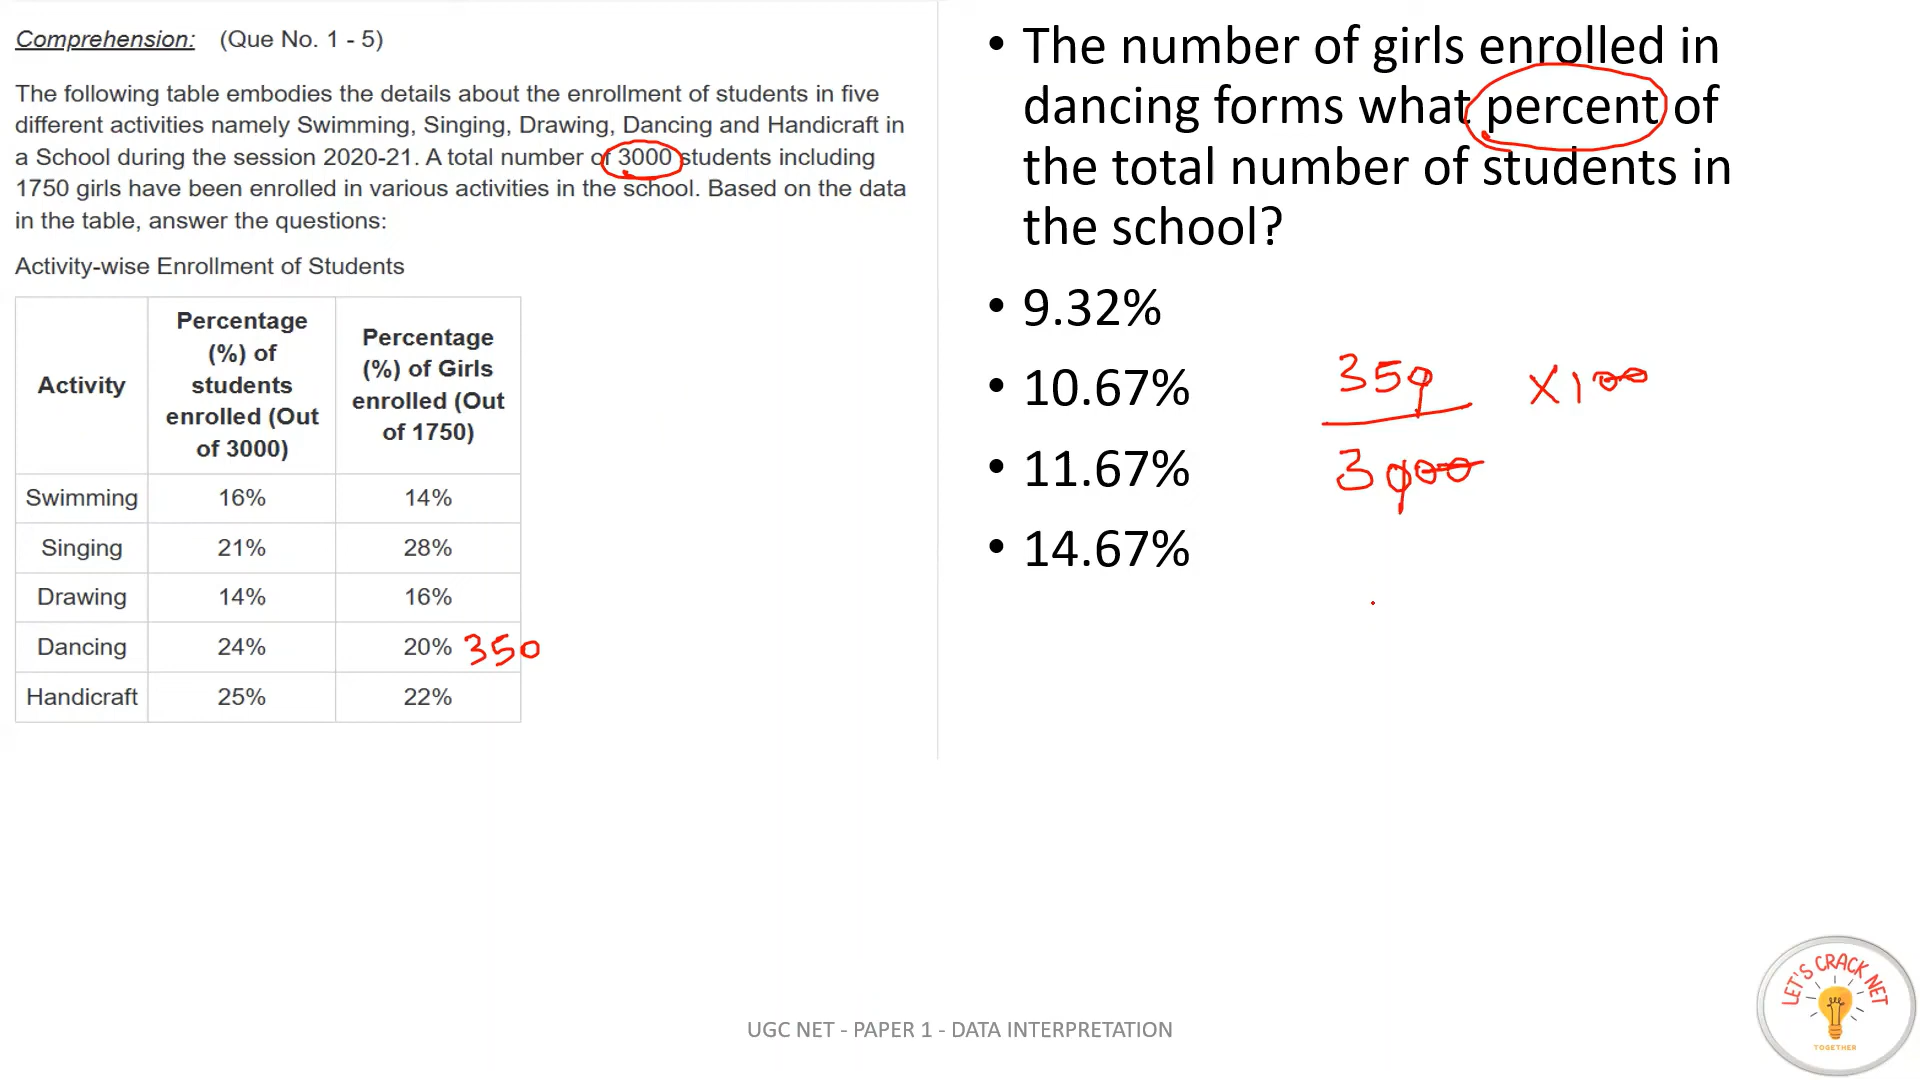 Comprehension: (Que No. 1 - 5)
The following table embodies the details about the enrollment of students in five
different activities namely Swimming, Singing, Drawing, Dancing and Handicraft in
a School during the session 2020-21. A total number of 3000 students including
1750 girls have been enrolled in various activities in the school. Based on the data
in the table, answer the questions:
Activity-wise Enrollment of Students
Activity
Percentage
(%) of
students
enrolled (Out
of 3000)
Percentage
(%) of Girls
enrolled (Out
of 1750)
Swimming 16% 14%
Singing 21% 28%
Drawing 14% 16%
Dancing 24% 20% 350
Handicraft 25% 22%
• The number of girls enrolled in
dancing forms what percent of
the total number of students in
the school?
• 9.32%
• 10.67%
• 11.67%
• 14.67%
350 X100
3000
UGC NET - PAPER 1 - DATA INTERPRETATION
LET'S CRACK NET
TOGETHER